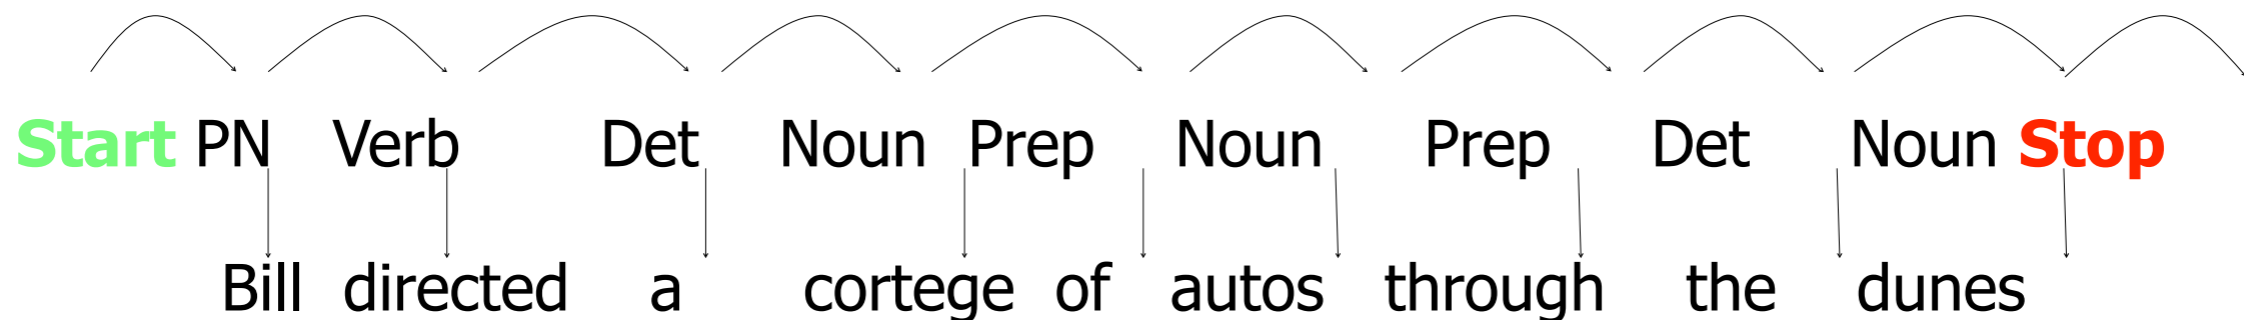 Start PN Verb Det Noun Prep Noun Prep Det Noun Stop
Bill directed a cortege of autos through the dunes